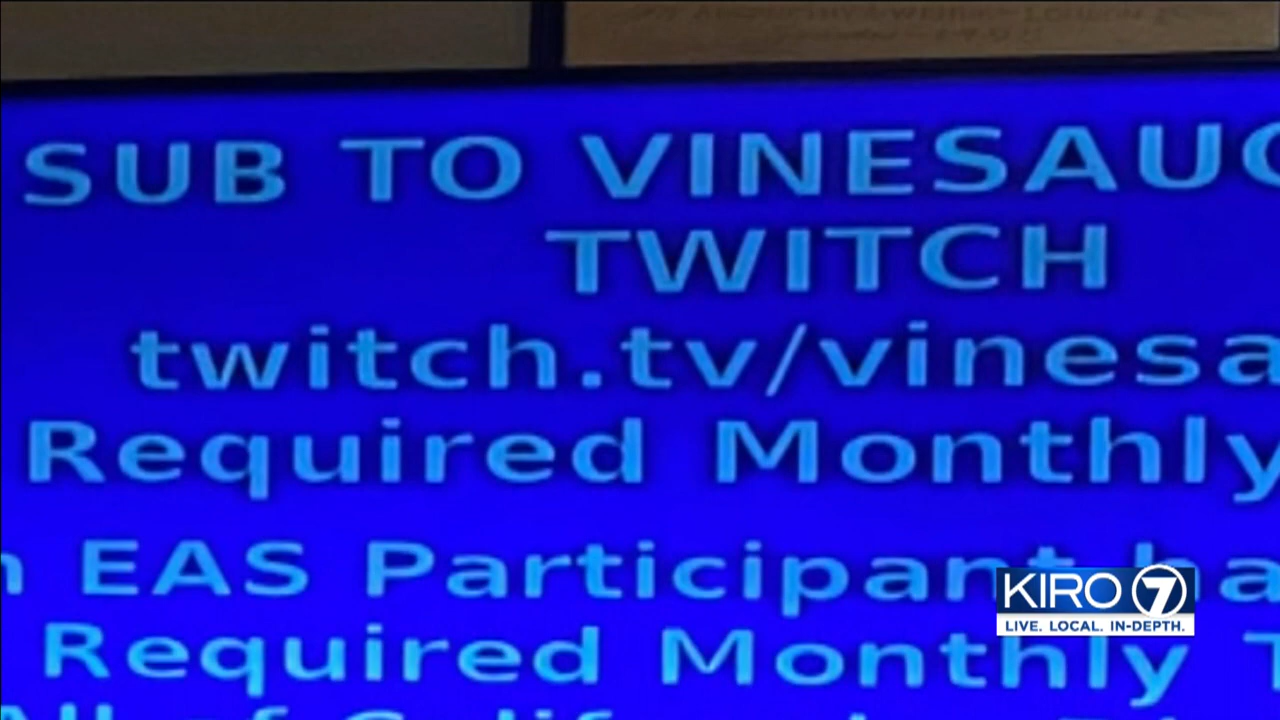 SUB TO VINESAUC
TWITCH
twitch.tv/vinesa
Required Monthly
EAS Participant ha
Required Monthly T
KIRO 7
LIVE. LOCAL. IN-DEPTH.